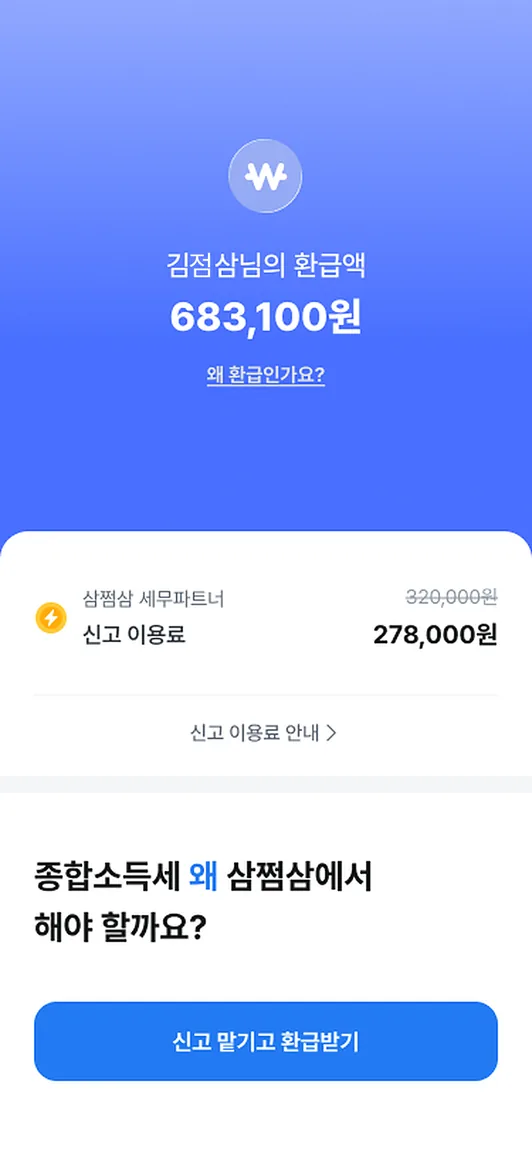 ₩
김점삼님의 환급액
683,100원
왜 환급인가요?
삼쩜삼 세무파트너
320,000원
신고 이용료
278,000원
신고 이용료 안내 >
종합소득세 왜 삼쩜삼에서
해야 할까요?
신고 맡기고 환급받기